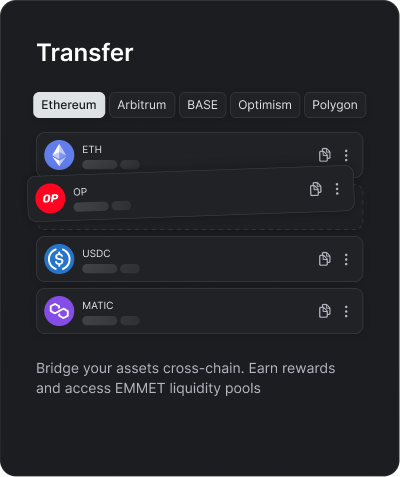 Transfer
Ethereum Arbitrum BASE Optimism Polygon
ETH
OP OP
USDC
MATIC
Bridge your assets cross-chain. Earn rewards
and access EMMET liquidity pools